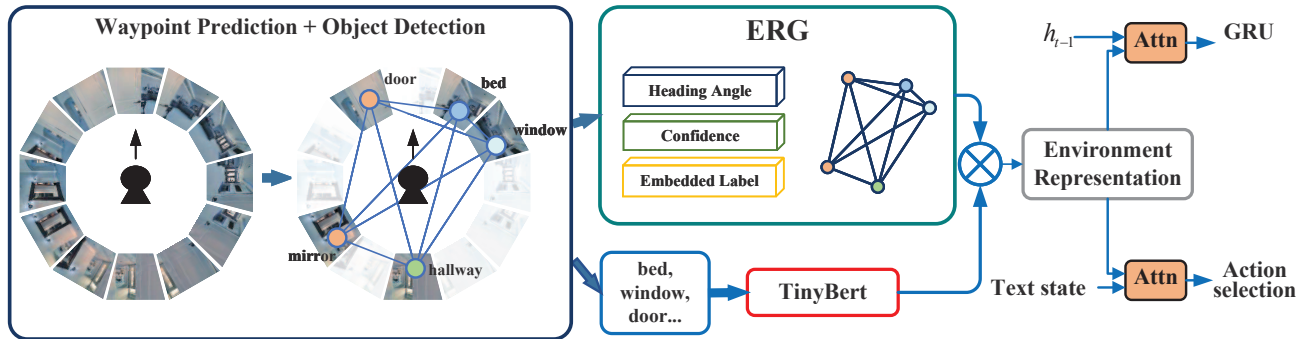 Waypoint Prediction + Object Detection
door
bed
window
mirror
hallway
ERG
Heading Angle
Confidence
Embedded Label
bed,
window,
door...
TinyBert
Environment
Representation
h_{t-1}
Attn
GRU
Text state
Attn
Action
selection